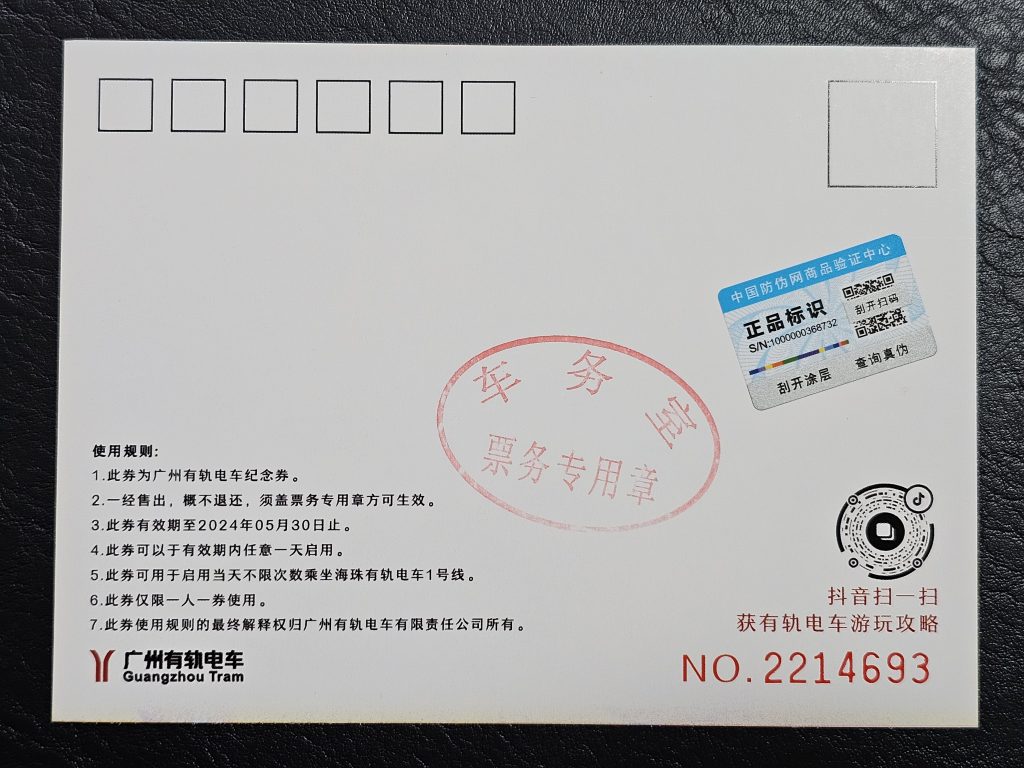 中国防伪网商品验证中心
正品标识
S/N:1000000368732
刮开扫码
刮开涂层
查询真伪
车务室
票务专用章
使用规则:
1.此券为广州有轨电车纪念券。
2.一经售出，概不退还，须盖票务专用章方可生效。
3.此券有效期至2024年05月30日止。
4.此券可以于有效期内任意一天启用。
5.此券可用于启用当天不限次数乘坐海珠有轨电车1号线。
6.此券仅限一人一券使用。
7.此券使用规则的最终解释权归广州有轨电车有限责任公司所有。
抖音扫一扫
获有轨电车游玩攻略
广州有轨电车
Guangzhou Tram
NO.2214693